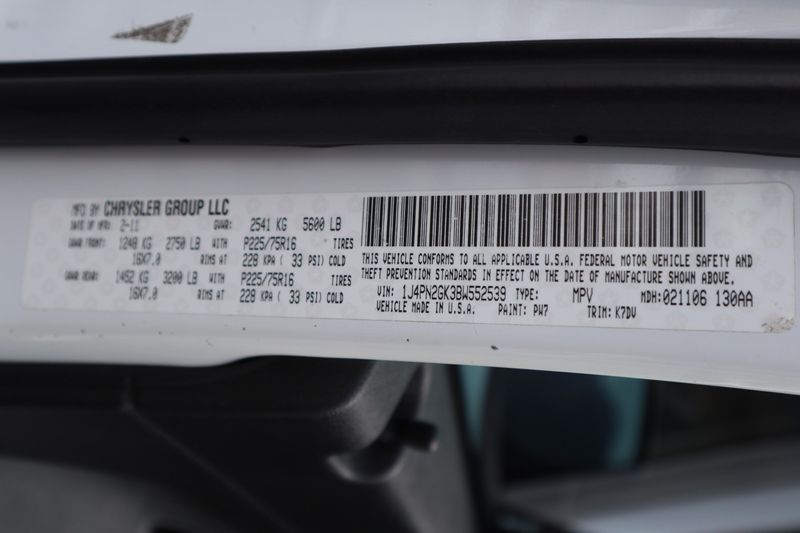 MFD BY CHRYSLER GROUP LLC
DATE OF MFR: 2-11 GVWR: 2541 KG 5600 LB
GAWR FRONT: 1248 KG 2750 LB WITH P225/75R16 TIRES
16X7.0 RIMS AT 228 KPA ( 33 PSI) COLD
GAWR REAR: 1452 KG 3200 LB WITH P225/75R16 TIRES
16X7.0 RIMS AT 228 KPA ( 33 PSI) COLD
THIS VEHICLE CONFORMS TO ALL APPLICABLE U.S.A. FEDERAL MOTOR VEHICLE SAFETY AND
THEFT PREVENTION STANDARDS IN EFFECT ON THE DATE OF MANUFACTURE SHOWN ABOVE.
VIN: 1J4PN2GK3BW552539 TYPE: MPV MDH:021106 130AA
VEHICLE MADE IN U.S.A. PAINT: PW7 TRIM: K7DV